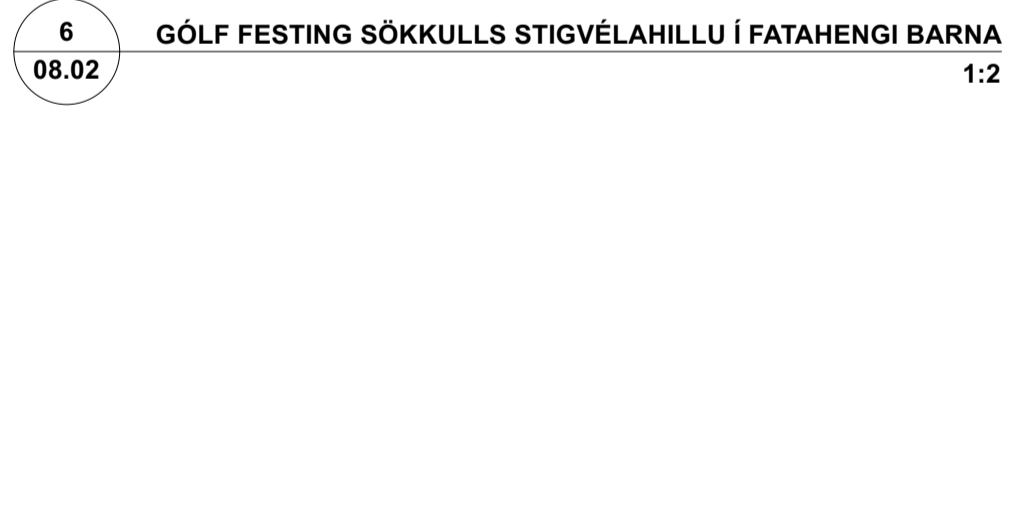 6
GÓLF FESTING SÖKKULLS STIGVÉLAHILLU Í FATAHENGI BARNA
08.02
1:2